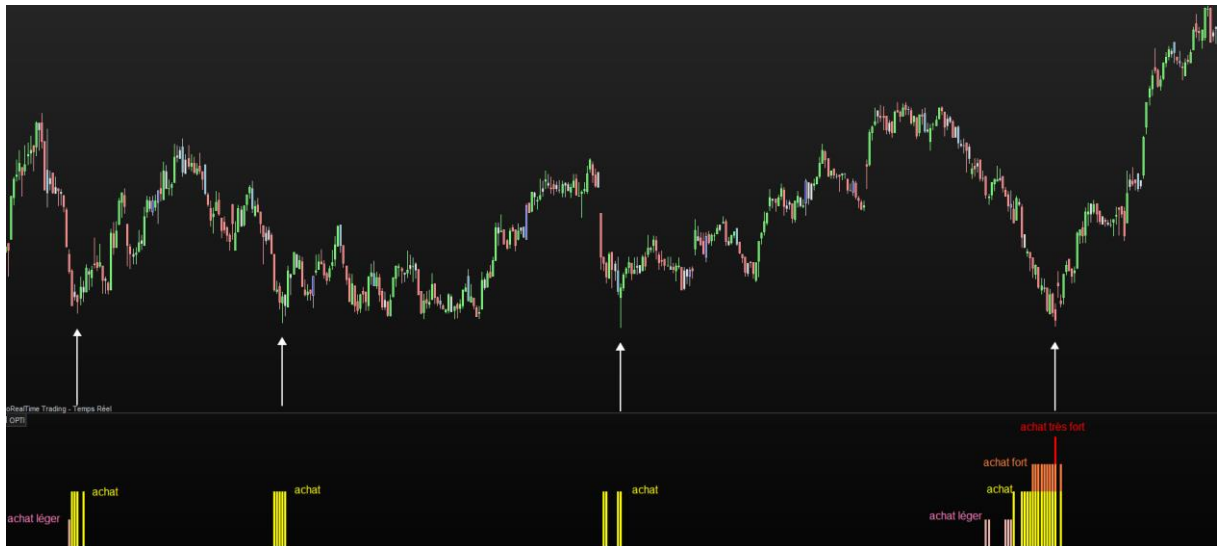 oRealTime Trading - Temps Réel
OPTI
achat très fort
achat fort
achat
achat
achat
achat
achat léger
achat léger